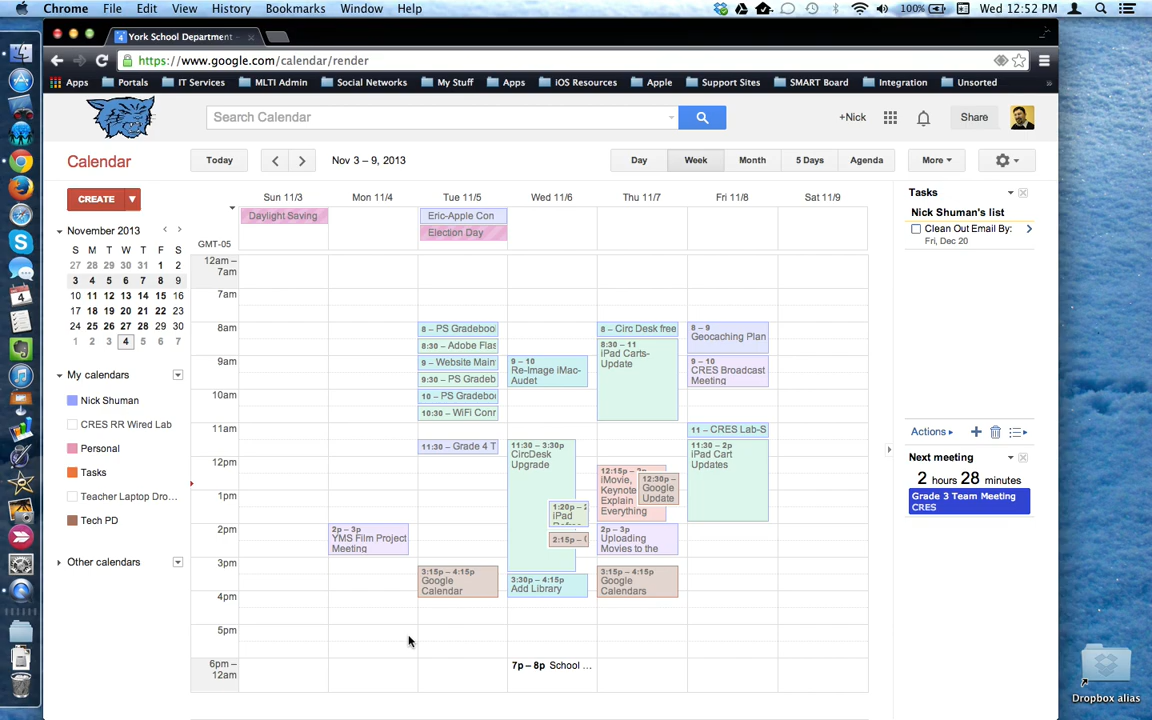 Chrome File Edit View History Bookmarks Window Help 100% Wed 12:52 PM
York School Department -
https://www.google.com/calendar/render
Apps Portals IT Services MLTI Admin Social Networks My Stuff Apps iOS Resources Apple Support Sites SMART Board Integration Unsorted »
Search Calendar
+Nick Share
Calendar Today Nov 3 – 9, 2013 Day Week Month 5 Days Agenda More
CREATE
November 2013
S M T W T F S
27 28 29 30 31 1 2
3 4 5 6 7 8 9
10 11 12 13 14 15 16
17 18 19 20 21 22 23
24 25 26 27 28 29 30
1 2 3 4 5 6 7
My calendars
Nick Shuman
CRES RR Wired Lab
Personal
Tasks
Teacher Laptop Dro...
Tech PD
Other calendars
Sun 11/3 Mon 11/4 Tue 11/5 Wed 11/6 Thu 11/7 Fri 11/8 Sat 11/9
Daylight Saving
Eric-Apple Con
Election Day
GMT-05
12am –
7am
7am
8am
9am
10am
11am
12pm
1pm
2pm
3pm
4pm
5pm
6pm –
12am
2p – 3p
YMS Film Project
Meeting
8 – PS Gradeboo
8:30 – Adobe Flas
9 – Website Main
9:30 – PS Gradeb
10 – PS Gradeboo
10:30 – WiFi Conn
11:30 – Grade 4 T
3:15p – 4:15p
Google
Calendar
9 – 10
Re-Image iMac-
Audet
11:30 – 3:30p
CircDesk
Upgrade
1:20p –
iPad
2:15p –
3:30p – 4:15p
Add Library
7p – 8p School ...
8 – Circ Desk free
8:30 – 11
iPad Carts-
Update
12:15p –
iMovie,
Keynote
Explain
Everything
12:30p –
Google
Update
2p – 3p
Uploading
Movies to the
3:15p – 4:15p
Google
Calendars
8 – 9
Geocaching Plan
9 – 10
CRES Broadcast
Meeting
11 – CRES Lab-S
11:30 – 2p
iPad Cart
Updates
Tasks
Nick Shuman's list
Clean Out Email By:
Fri, Dec 20
Actions
Next meeting
2 hours 28 minutes
Grade 3 Team Meeting
CRES
Dropbox alias